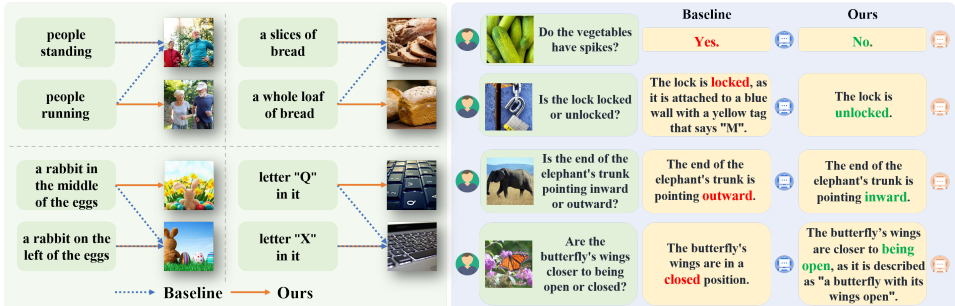 people
standing
people
running
a slices of
bread
a whole loaf
of bread
a rabbit in
the middle
of the eggs
a rabbit on the
left of the eggs
letter "Q"
in it
letter "X"
in it
Baseline
Ours
Baseline
Ours
Do the vegetables
have spikes?
Yes.
No.
Is the lock locked
or unlocked?
The lock is locked, as
it is attached to a blue
wall with a yellow tag
that says "M".
The lock is
unlocked.
Is the end of the
elephant's trunk
pointing inward
or outward?
The end of the
elephant's trunk is
pointing outward.
The end of the
elephant's trunk is
pointing inward.
Are the
butterfly's wings
closer to being
open or closed?
The butterfly's
wings are in a
closed position.
The butterfly's wings
are closer to being
open, as it is described
as "a butterfly with its
wings open".